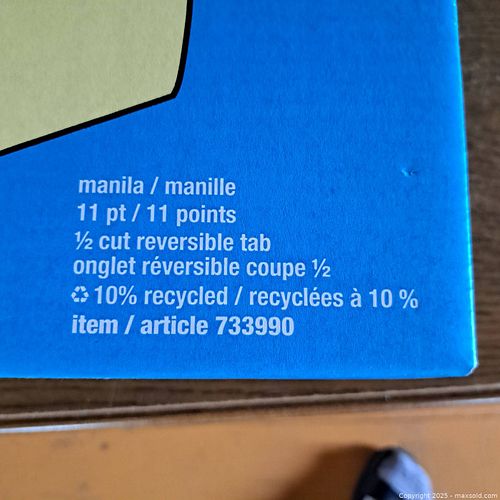 manila / manille
11 pt / 11 points
½ cut reversible tab
onglet réversible coupe ½
♻ 10% recycled / recyclées à 10 %
item / article 733990
Copyright 2025 - maxsold.com